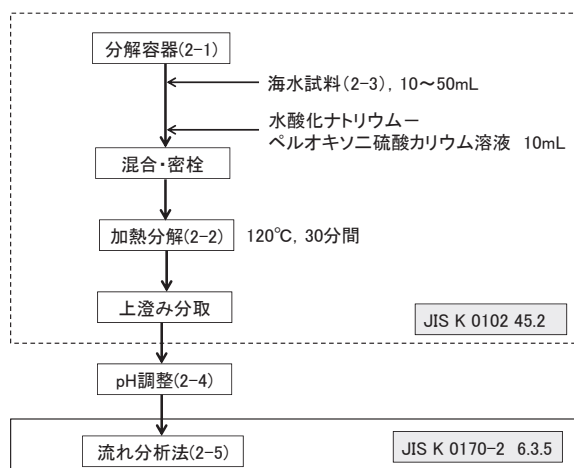 分解容器(2-1)
海水試料(2-3), 10～50mL
水酸化ナトリウムー
ペルオキソ二硫酸カリウム溶液 10mL
混合・密栓
加熱分解(2-2) 120℃, 30分間
上澄み分取
JIS K 0102 45.2
pH調整(2-4)
流れ分析法(2-5)
JIS K 0170-2 6.3.5